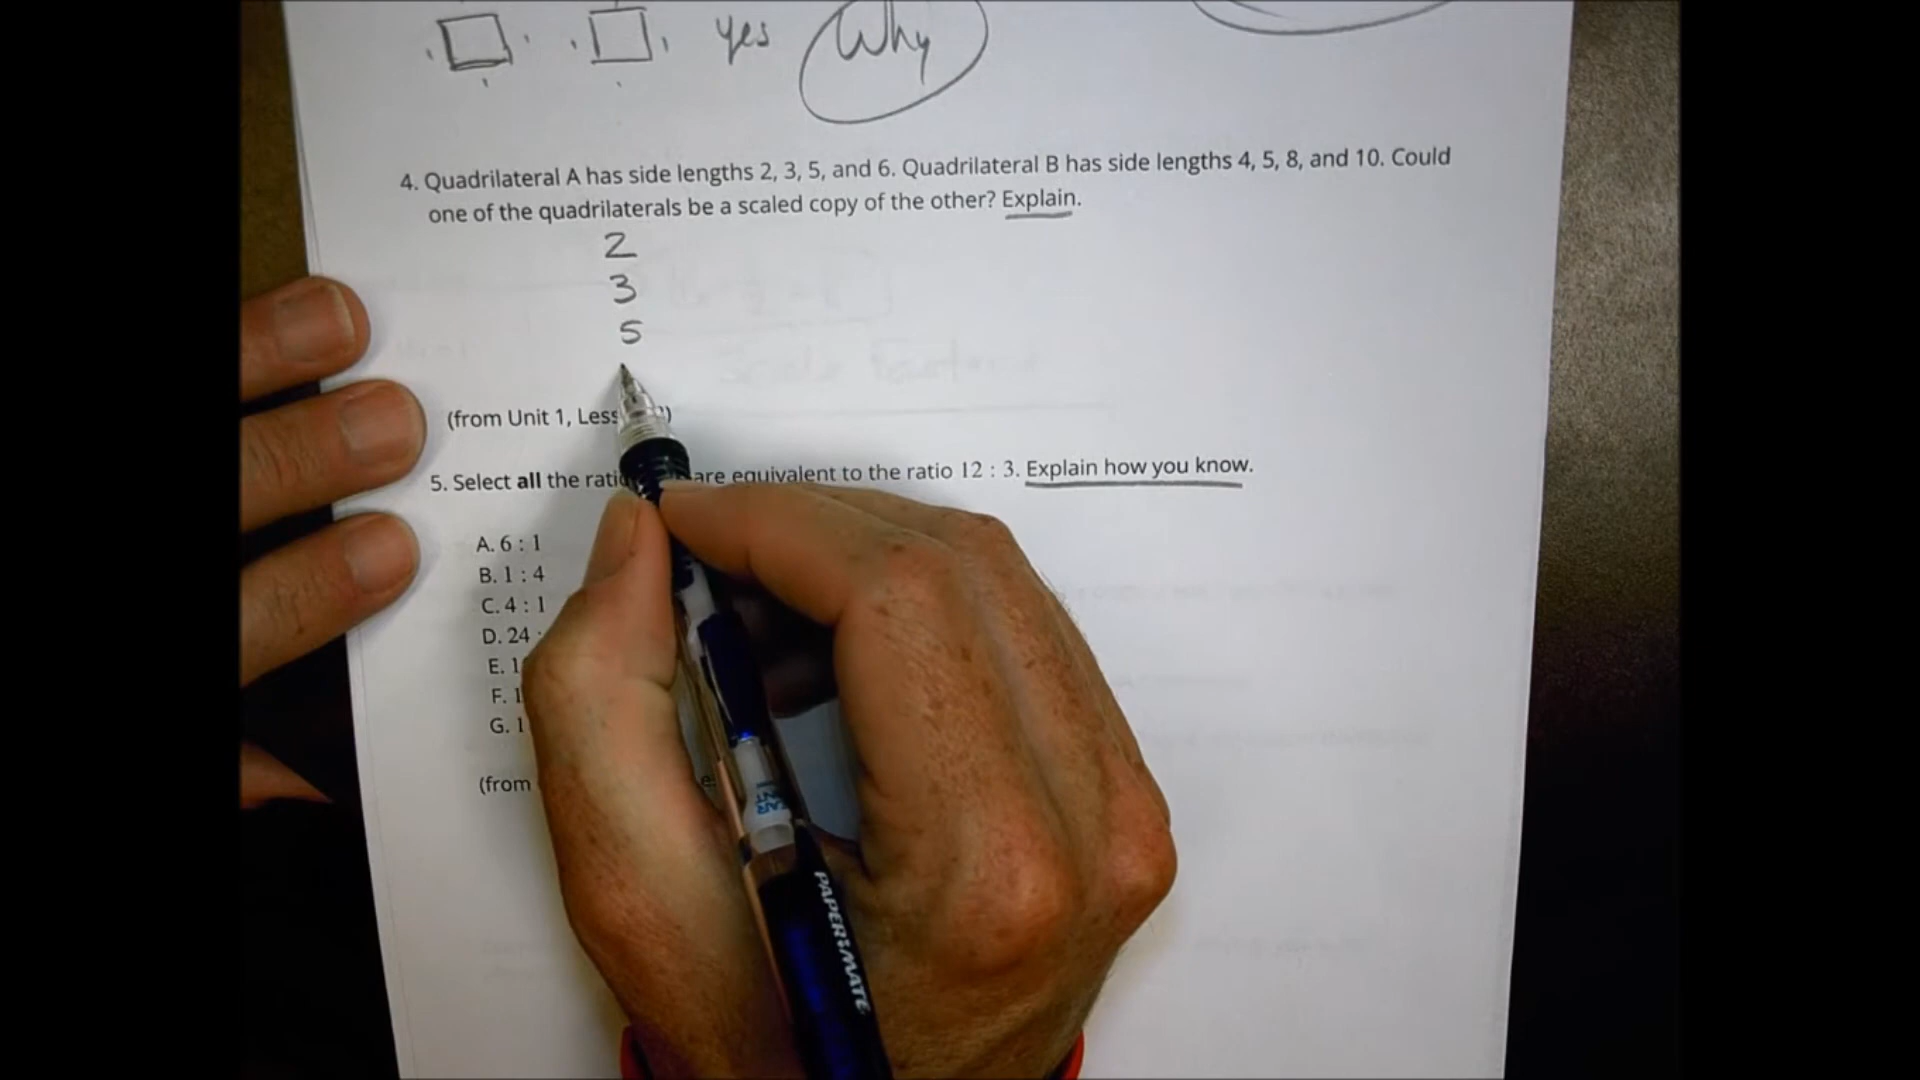 yes Why
4. Quadrilateral A has side lengths 2, 3, 5, and 6. Quadrilateral B has side lengths 4, 5, 8, and 10. Could
one of the quadrilaterals be a scaled copy of the other? Explain.
2
3
5
(from Unit 1,
5. Select all the are equivalent to the ratio 12 : 3. Explain how you know.
A. 6 : 1
B. 1 : 4
C. 4 : 1
D. 24 :
E. 1
F. 1
G. 1
(from
PAPER:MATE